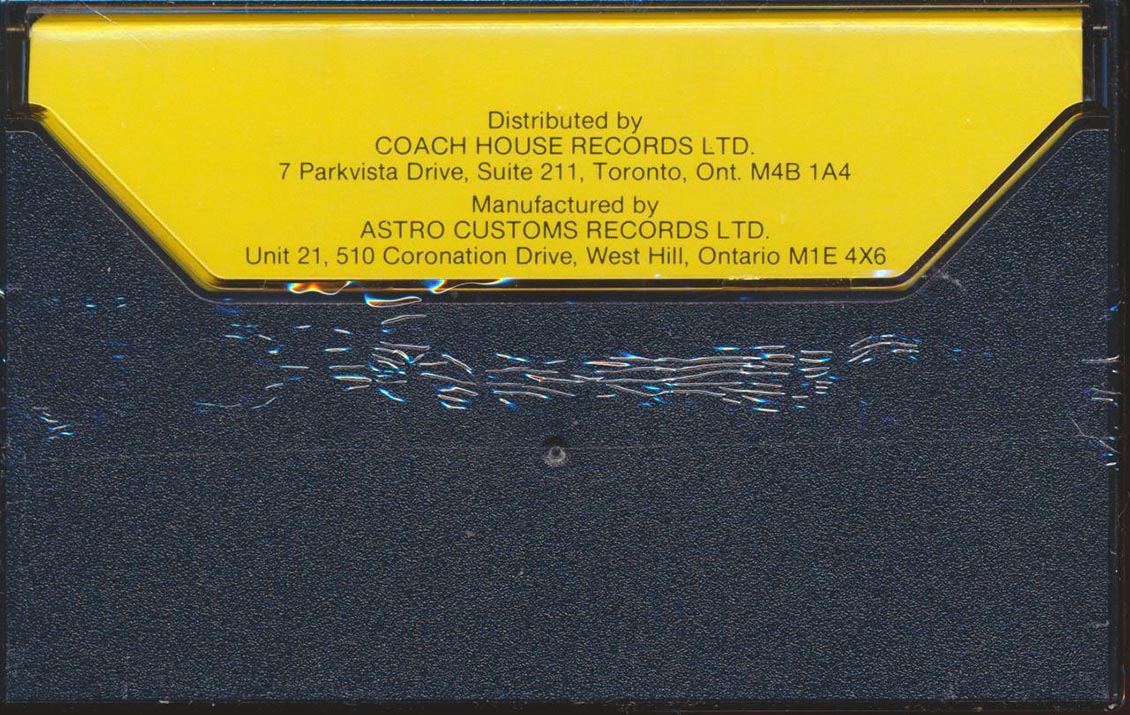 Distributed by
COACH HOUSE RECORDS LTD.
7 Parkvista Drive, Suite 211, Toronto, Ont. M4B 1A4
Manufactured by
ASTRO CUSTOMS RECORDS LTD.
Unit 21, 510 Coronation Drive, West Hill, Ontario M1E 4X6